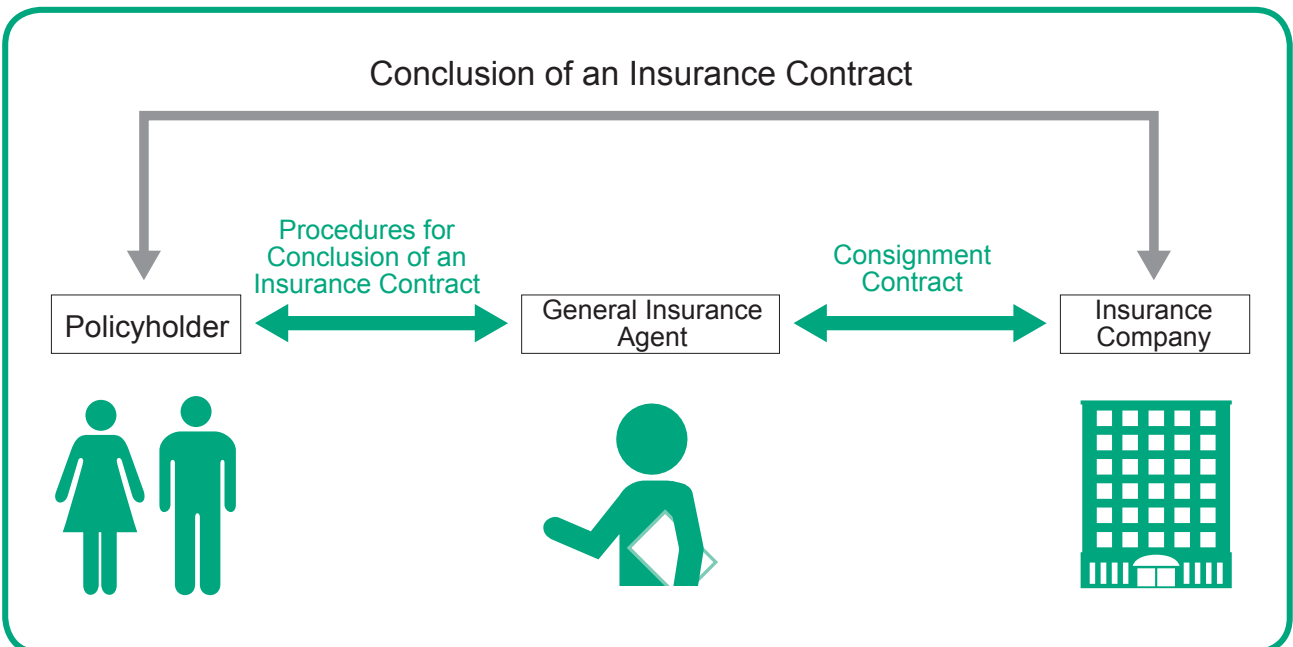 Conclusion of an Insurance Contract
Procedures for
Conclusion of an
Insurance Contract
Consignment
Contract
Policyholder
General Insurance
Agent
Insurance
Company